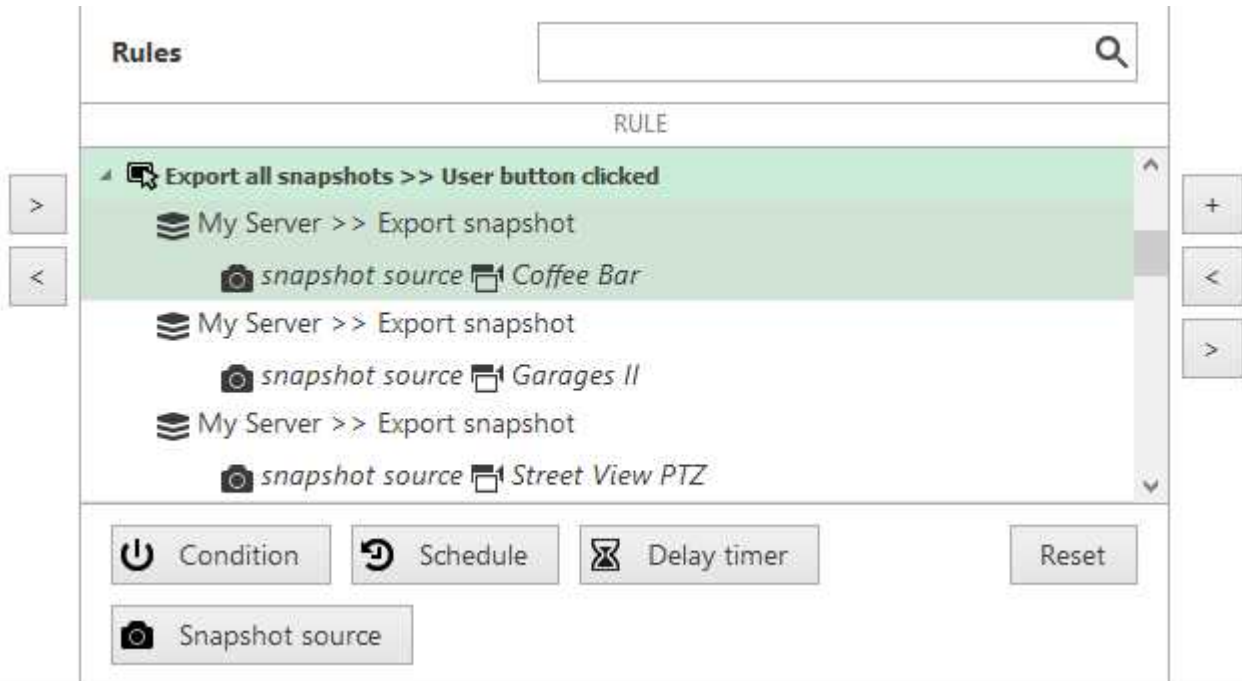 Rules
RULE
Export all snapshots >> User button clicked
My Server >> Export snapshot
snapshot source Coffee Bar
My Server >> Export snapshot
snapshot source Garages II
My Server >> Export snapshot
snapshot source Street View PTZ
>
<
+
<
>
Condition Schedule Delay timer Reset
Snapshot source